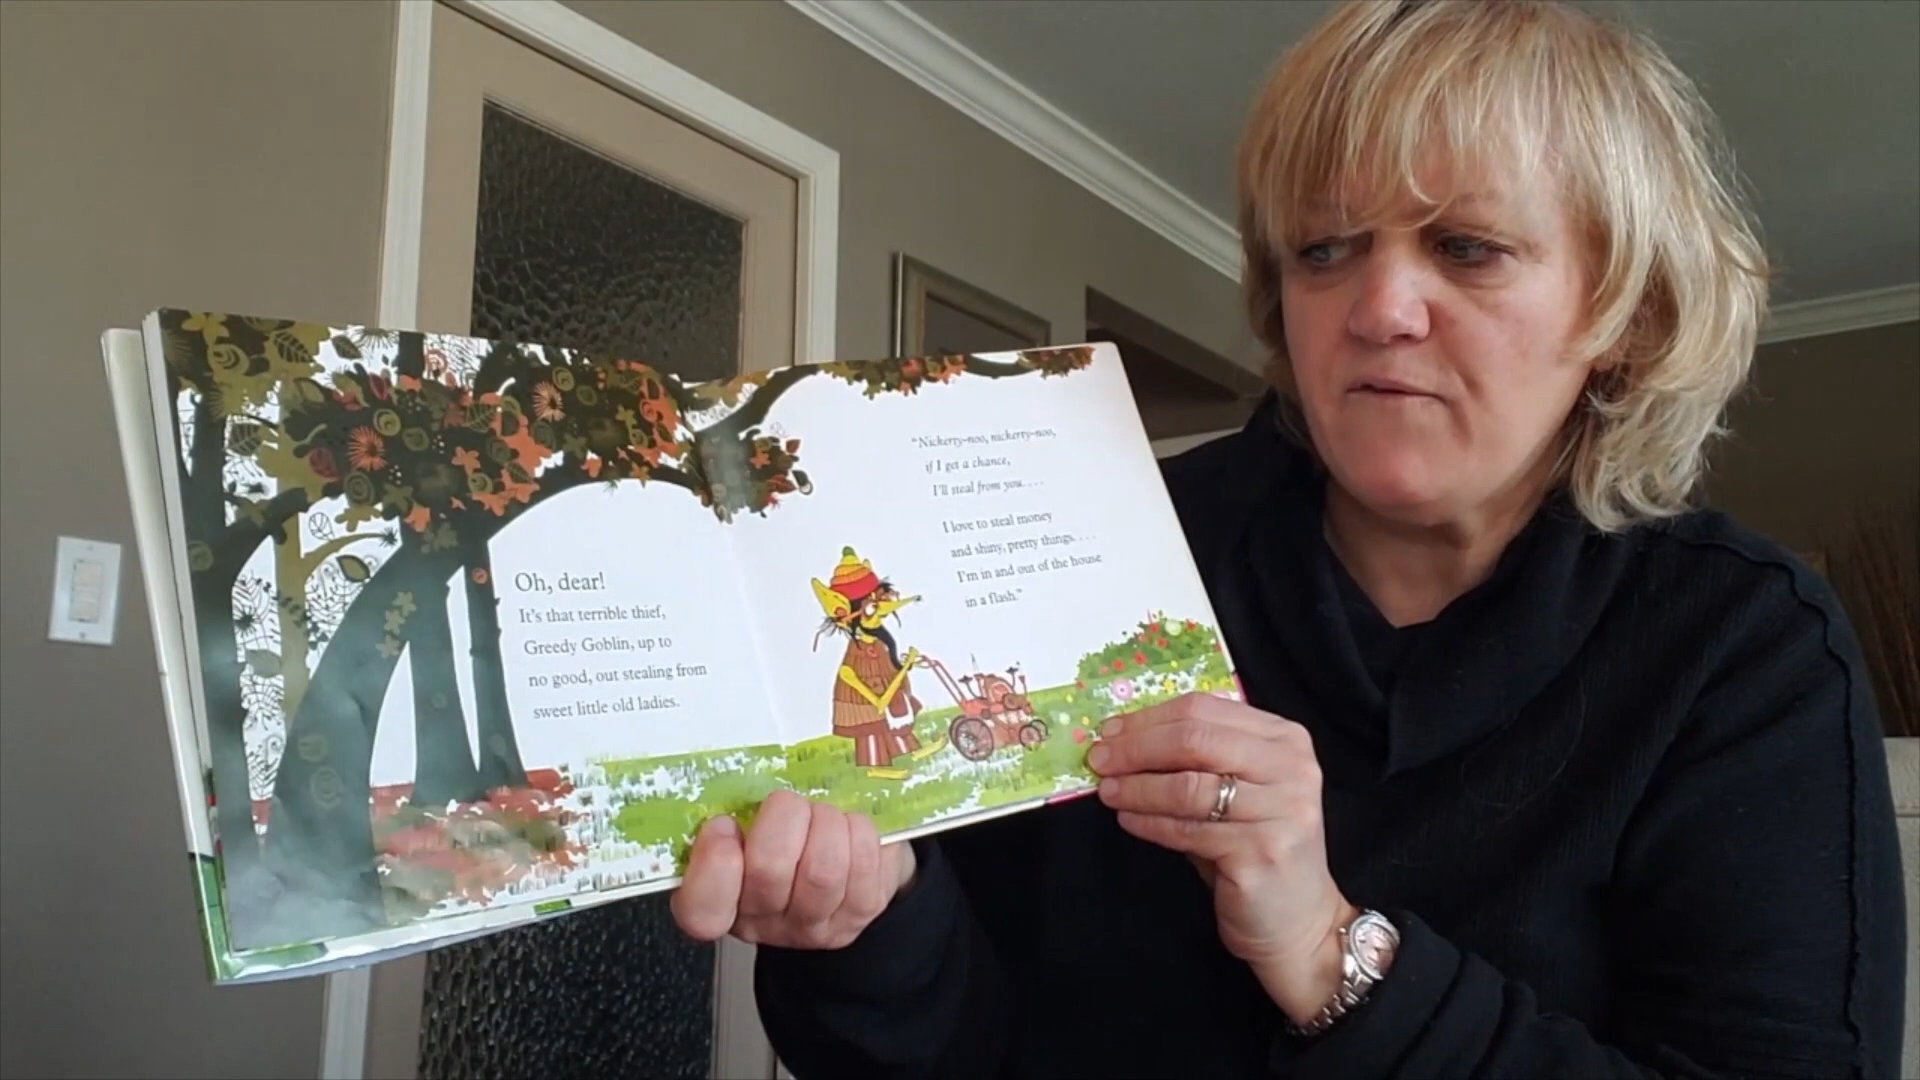 Oh, dear!
It's that terrible thief,
Greedy Goblin, up to
no good, out stealing from
sweet little old ladies.
"Nickerty-noo, nickerty-noo,
if I get a chance,
I'll steal from you. . . .
I love to steal money
and shiny, pretty things. . . .
I'm in and out of the house
in a flash."